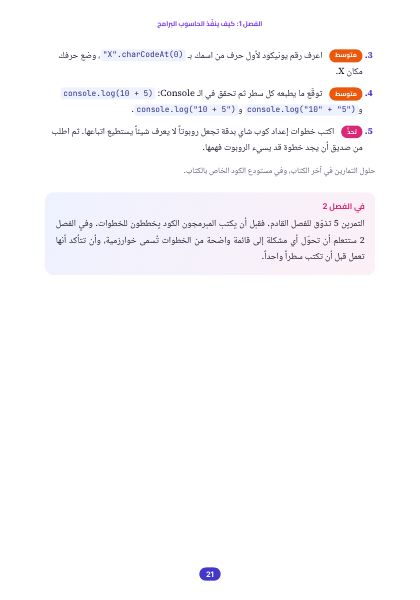 الفصل 1: كيف ينفّذ الحاسوب البرامج
3. متوسط اعرف رقم يونيكود لأول حرف من اسمك بـ "X".charCodeAt(0)، وضع حرفك
مكان X.
4. متوسط توقّع ما يطبعه كل سطر ثم تحقق في الـ Console: console.log(10 + 5)
و console.log("10" + "5") و console.log("10 + 5").
5. تحدٍّ اكتب خطوات إعداد كوب شاي بدقة تجعل روبوتاً لا يعرف شيئاً يستطيع اتباعها. ثم اطلب
من صديق أن يجد خطوة قد يسيء الروبوت فهمها.
حلول التمارين في آخر الكتاب، وفي مستودع الكود الخاص بالكتاب.
في الفصل 2
التمرين 5 تذوّق للفصل القادم. فقبل أن يكتب المبرمجون الكود يخططون للخطوات. وفي الفصل
2 ستتعلم أن تحوّل أي مشكلة إلى قائمة واضحة من الخطوات تُسمى خوارزمية، وأن تتأكد أنها
تعمل قبل أن تكتب سطراً واحداً.
21